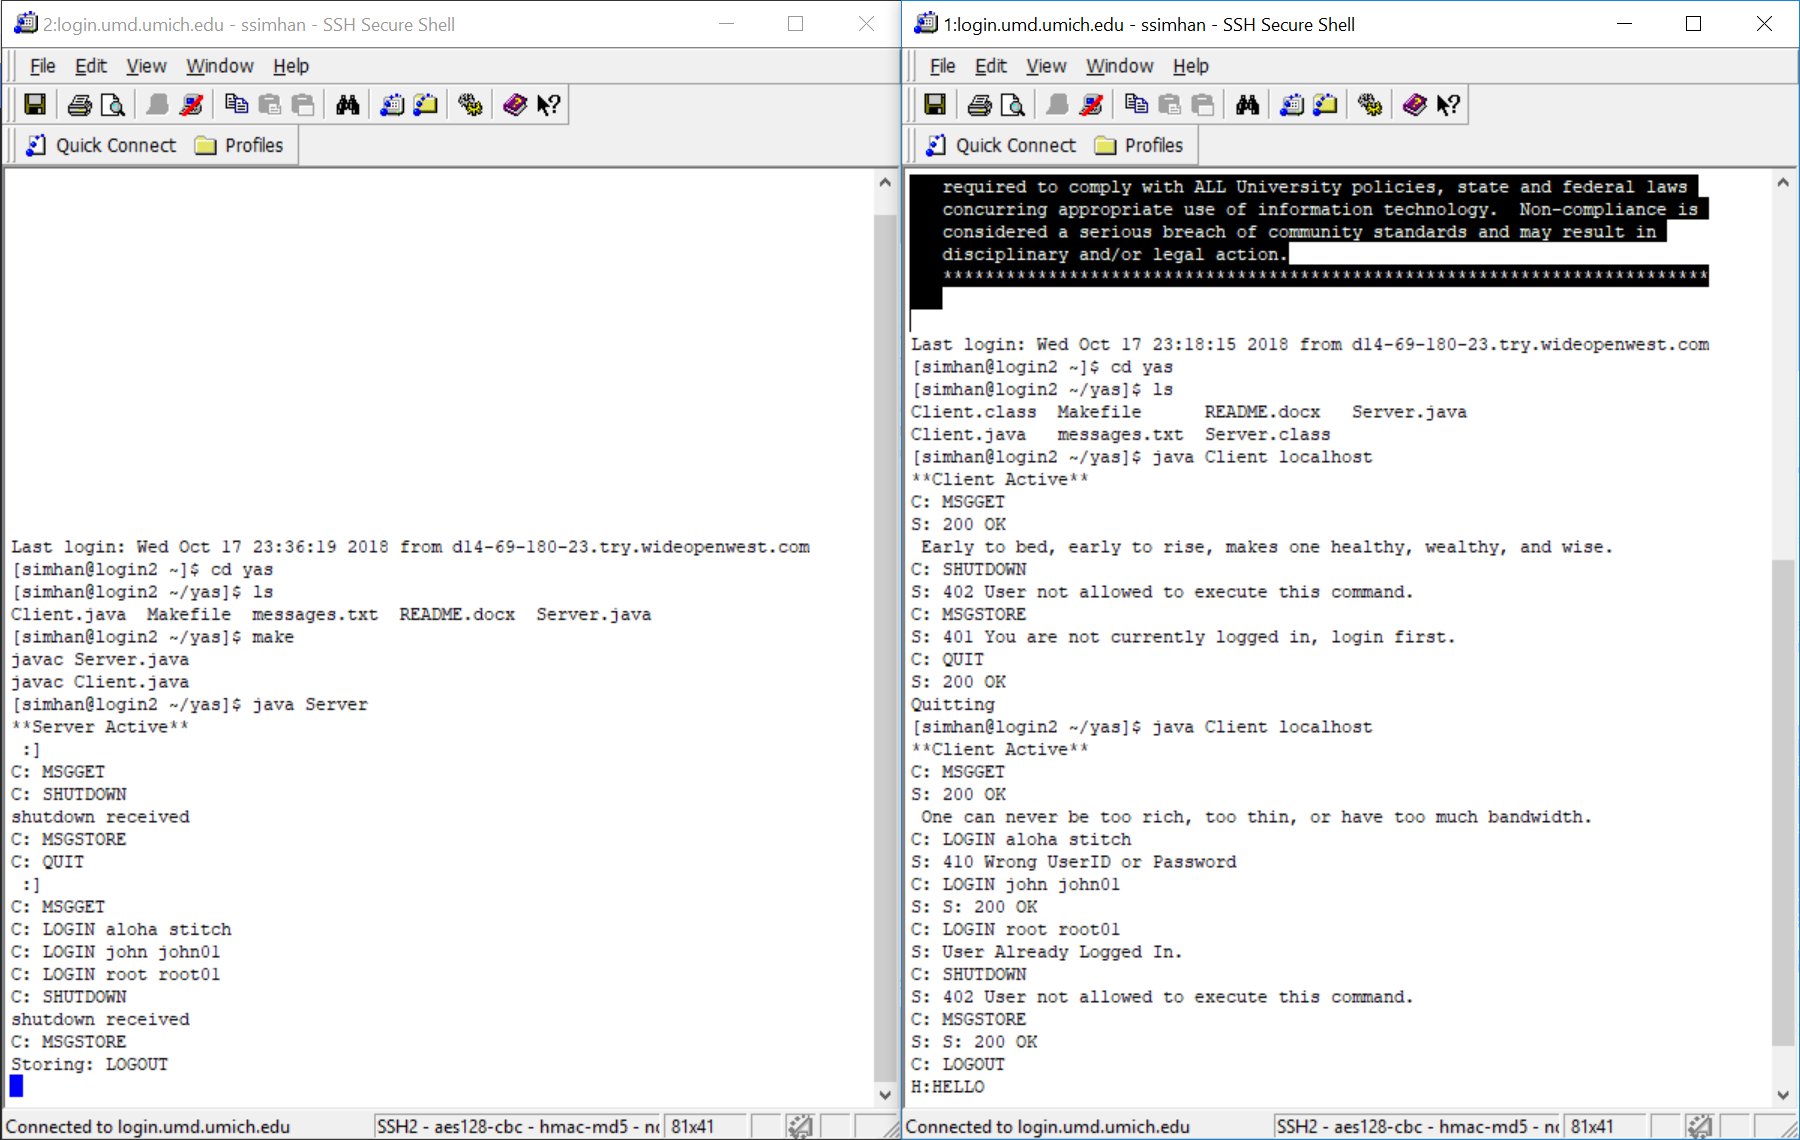 2:login.umd.umich.edu - ssimhan - SSH Secure Shell
File Edit View Window Help
Quick Connect Profiles
Last login: Wed Oct 17 23:36:19 2018 from d14-69-180-23.try.wideopenwest.com
[simhan@login2 ~]$ cd yas
[simhan@login2 ~/yas]$ ls
Client.java  Makefile  messages.txt  README.docx  Server.java
[simhan@login2 ~/yas]$ make
javac Server.java
javac Client.java
[simhan@login2 ~/yas]$ java Server
**Server Active**
 :]
C: MSGGET
C: SHUTDOWN
shutdown received
C: MSGSTORE
C: QUIT
 :]
C: MSGGET
C: LOGIN aloha stitch
C: LOGIN john john01
C: LOGIN root root01
C: SHUTDOWN
shutdown received
C: MSGSTORE
Storing: LOGOUT
Connected to login.umd.umich.edu SSH2 - aes128-cbc - hmac-md5 - 81x41
1:login.umd.umich.edu - ssimhan - SSH Secure Shell
File Edit View Window Help
Quick Connect Profiles
required to comply with ALL University policies, state and federal laws
concurring appropriate use of information technology.  Non-compliance is
considered a serious breach of community standards and may result in
disciplinary and/or legal action.
*************************************************************************
Last login: Wed Oct 17 23:18:15 2018 from d14-69-180-23.try.wideopenwest.com
[simhan@login2 ~]$ cd yas
[simhan@login2 ~/yas]$ ls
Client.class  Makefile      README.docx   Server.java
Client.java   messages.txt  Server.class
[simhan@login2 ~/yas]$ java Client localhost
**Client Active**
C: MSGGET
S: 200 OK
 Early to bed, early to rise, makes one healthy, wealthy, and wise.
C: SHUTDOWN
S: 402 User not allowed to execute this command.
C: MSGSTORE
S: 401 You are not currently logged in, login first.
C: QUIT
S: 200 OK
Quitting
[simhan@login2 ~/yas]$ java Client localhost
**Client Active**
C: MSGGET
S: 200 OK
 One can never be too rich, too thin, or have too much bandwidth.
C: LOGIN aloha stitch
S: 410 Wrong UserID or Password
C: LOGIN john john01
S: S: 200 OK
C: LOGIN root root01
S: User Already Logged In.
C: SHUTDOWN
S: 402 User not allowed to execute this command.
C: MSGSTORE
S: S: 200 OK
C: LOGOUT
H:HELLO
Connected to login.umd.umich.edu SSH2 - aes128-cbc - hmac-md5 - 81x41